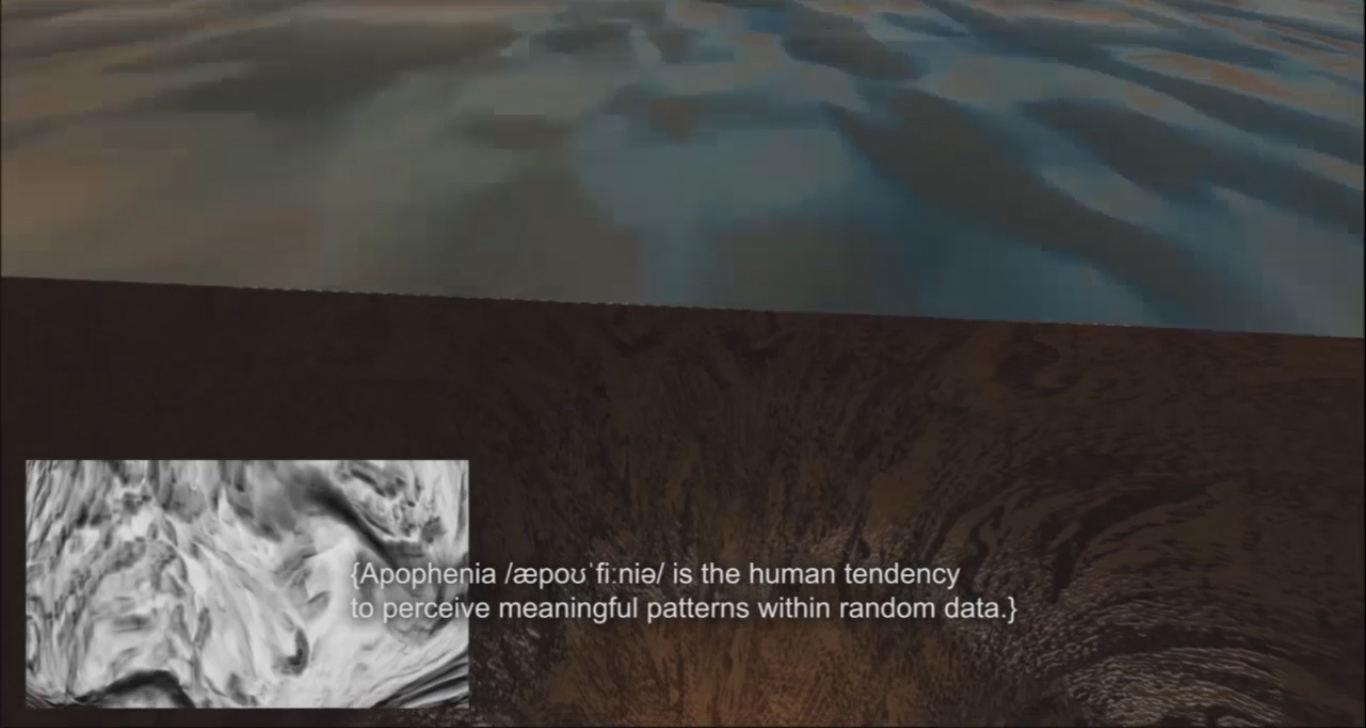 {Apophenia /æpoʊˈfiːniə/ is the human tendency
to perceive meaningful patterns within random data.}